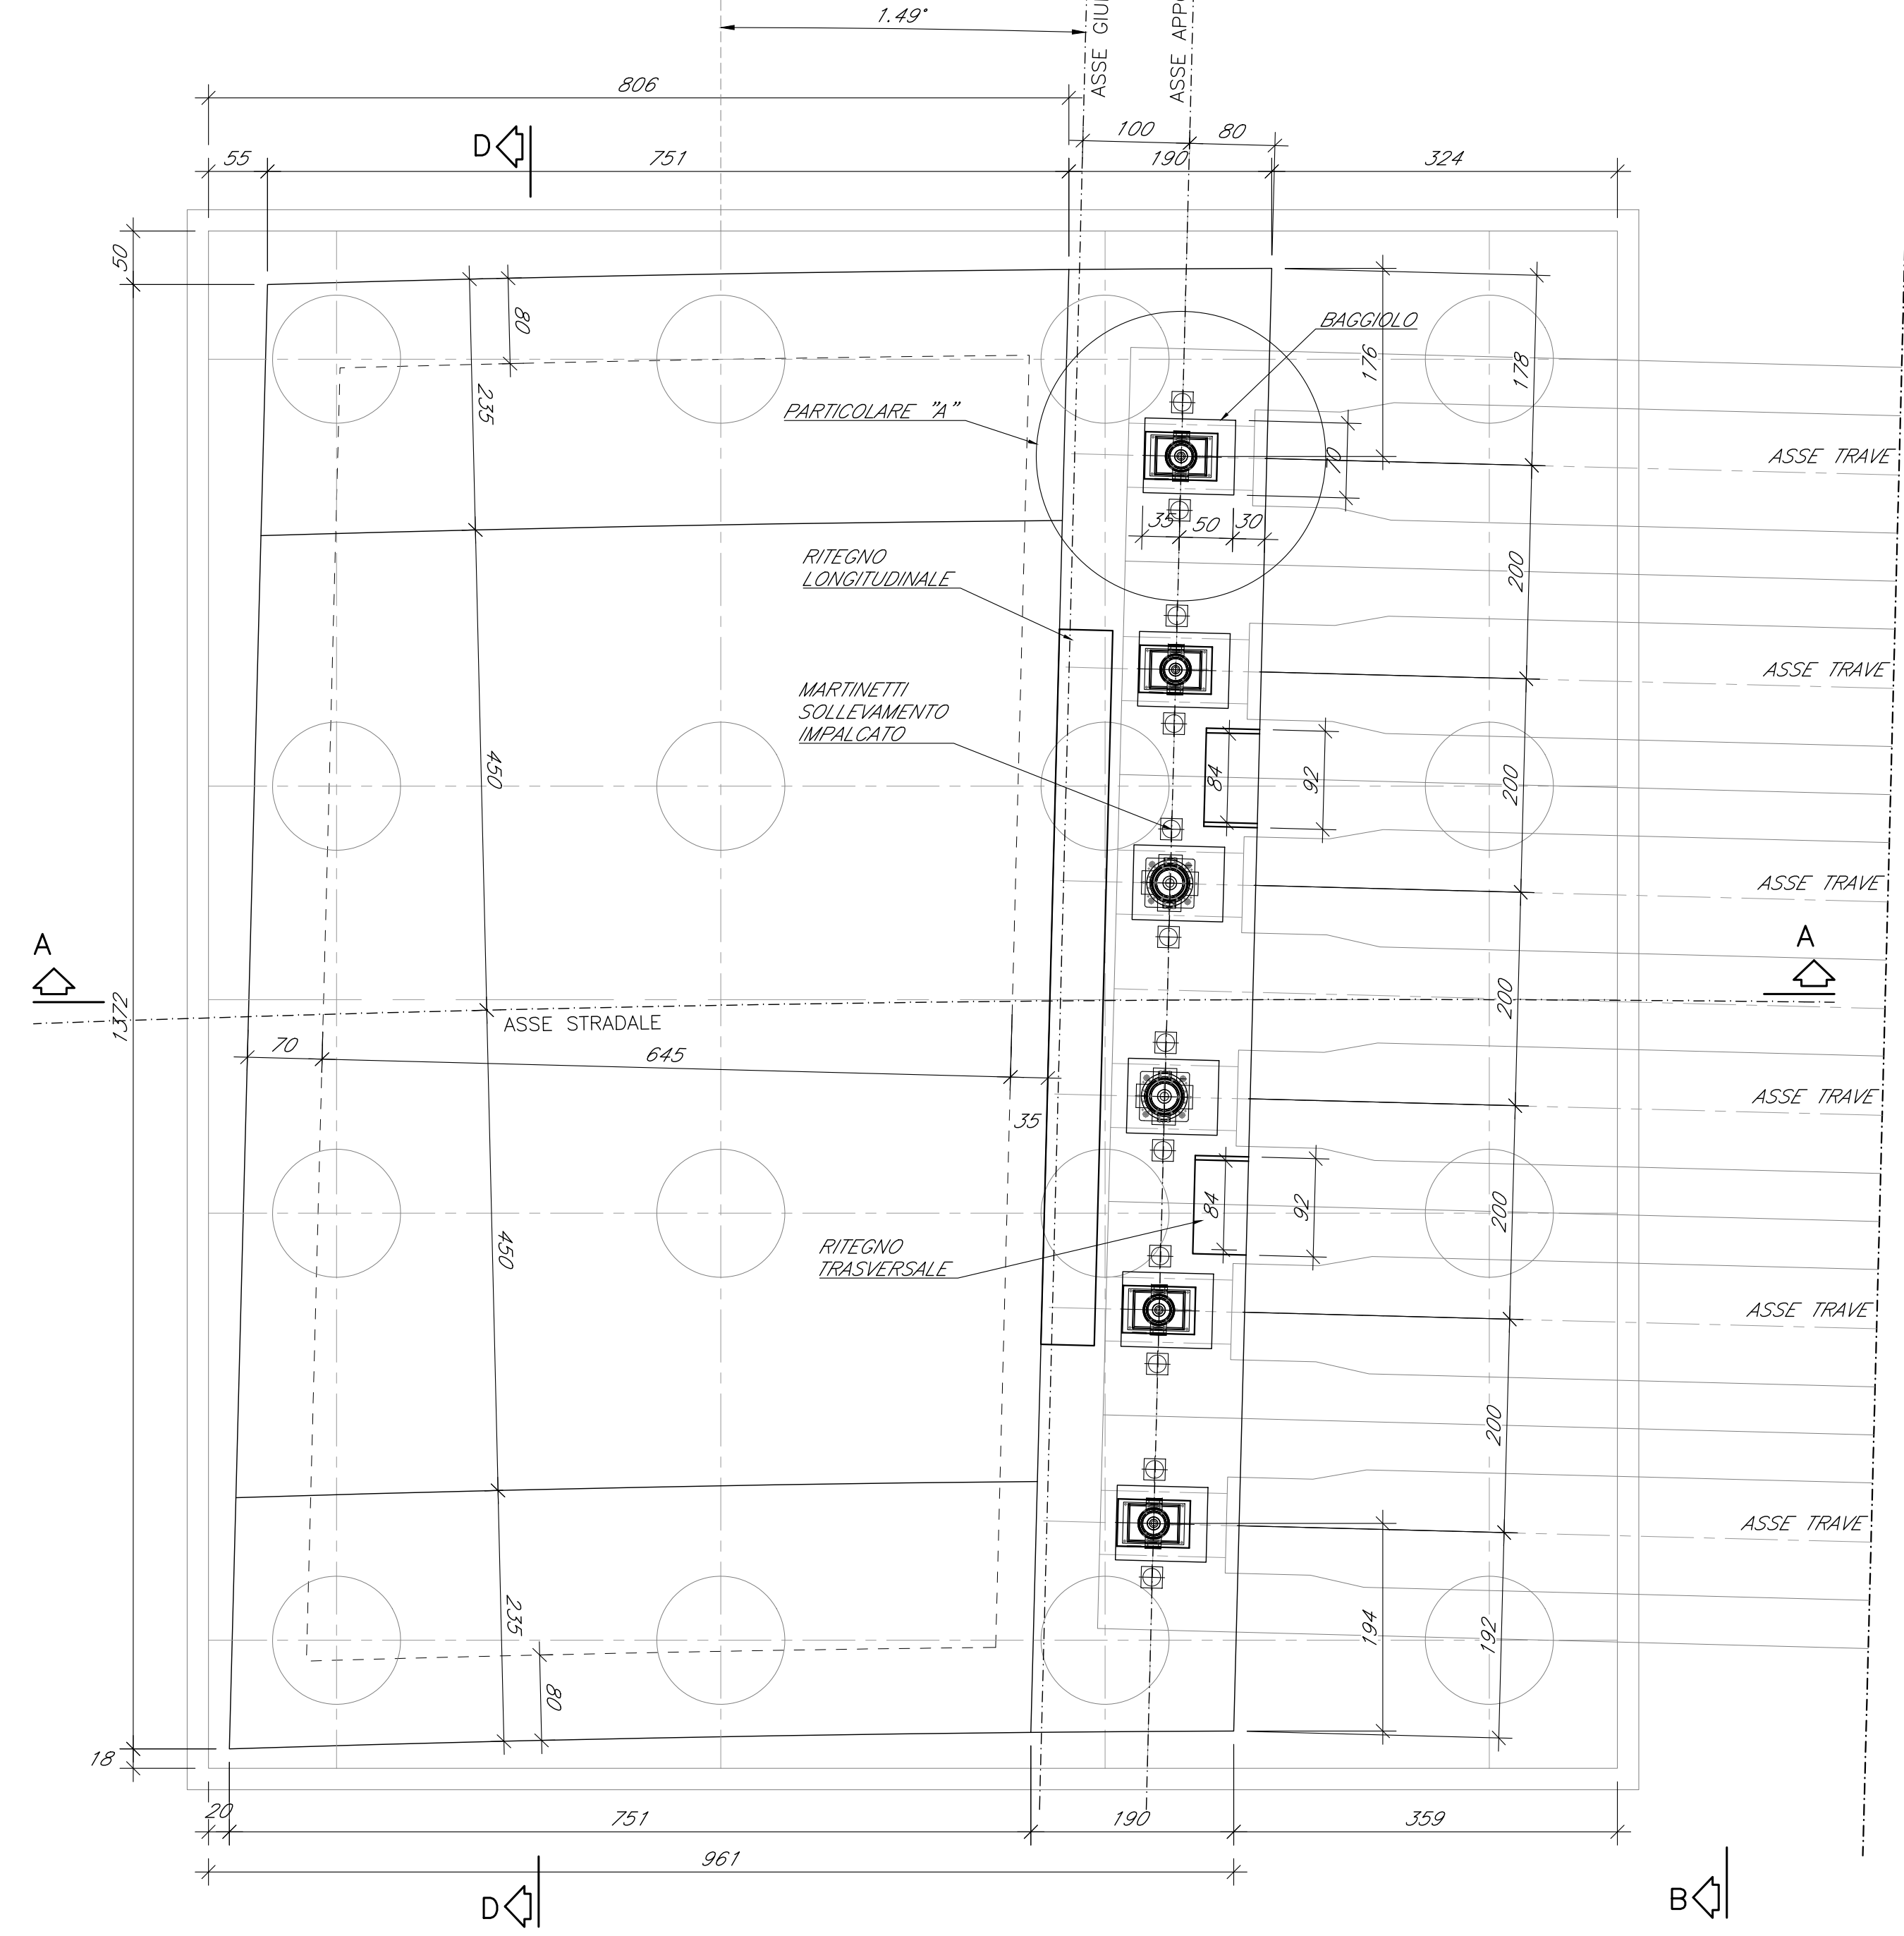 1.49°
ASSE GIU
ASSE APPO
806
D
100
80
55
751
190
324
50
80
235
BAGGIOLO
176
178
PARTICOLARE "A"
ASSE TRAVE
70
35
50
30
RITEGNO
LONGITUDINALE
200
ASSE TRAVE
MARTINETTI
SOLLEVAMENTO
IMPALCATO
450
84
92
200
ASSE TRAVE
A
A
1372
ASSE STRADALE
200
70
645
35
ASSE TRAVE
450
84
92
200
RITEGNO
TRASVERSALE
ASSE TRAVE
200
ASSE TRAVE
235
80
194
192
18
20
751
190
359
961
D
B